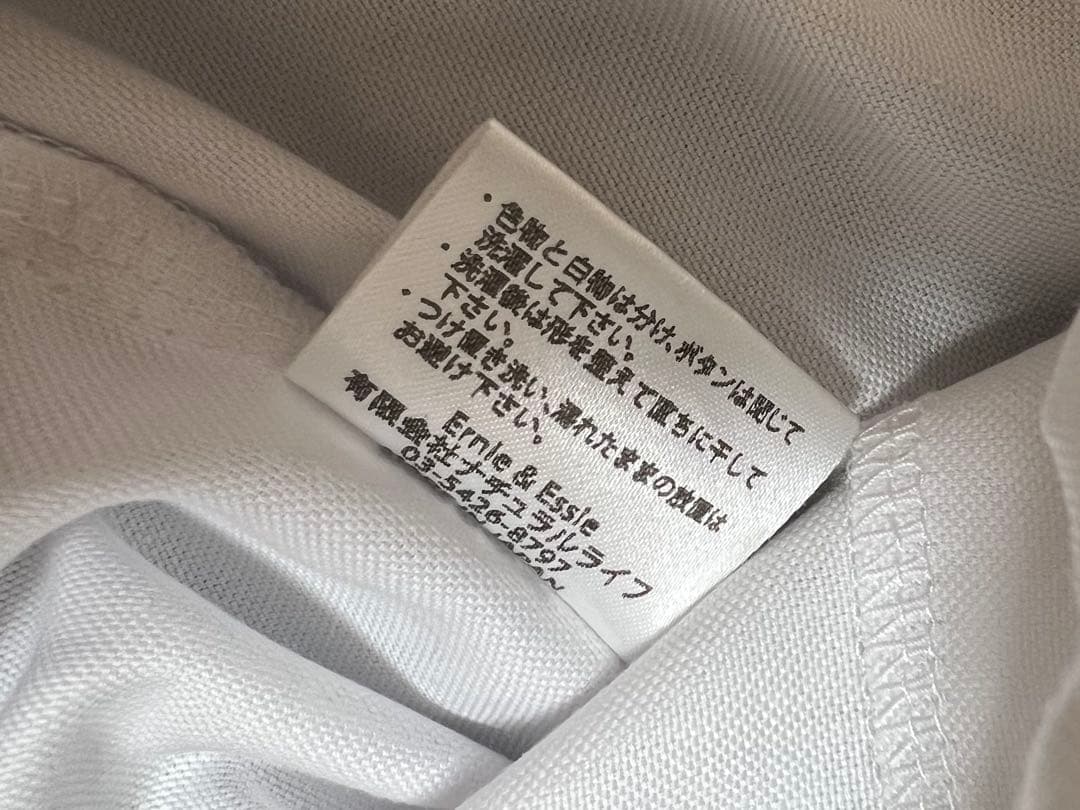 ・色物と白物は分け、ボタンは閉じて
洗濯して下さい。
・洗濯後は形を整えて直ちに干して
下さい。
・つけ置き洗い、濡れたままの放置は
お避け下さい。
Ernie & Essie
有限会社ナチュラルライフ
03-5426-8797